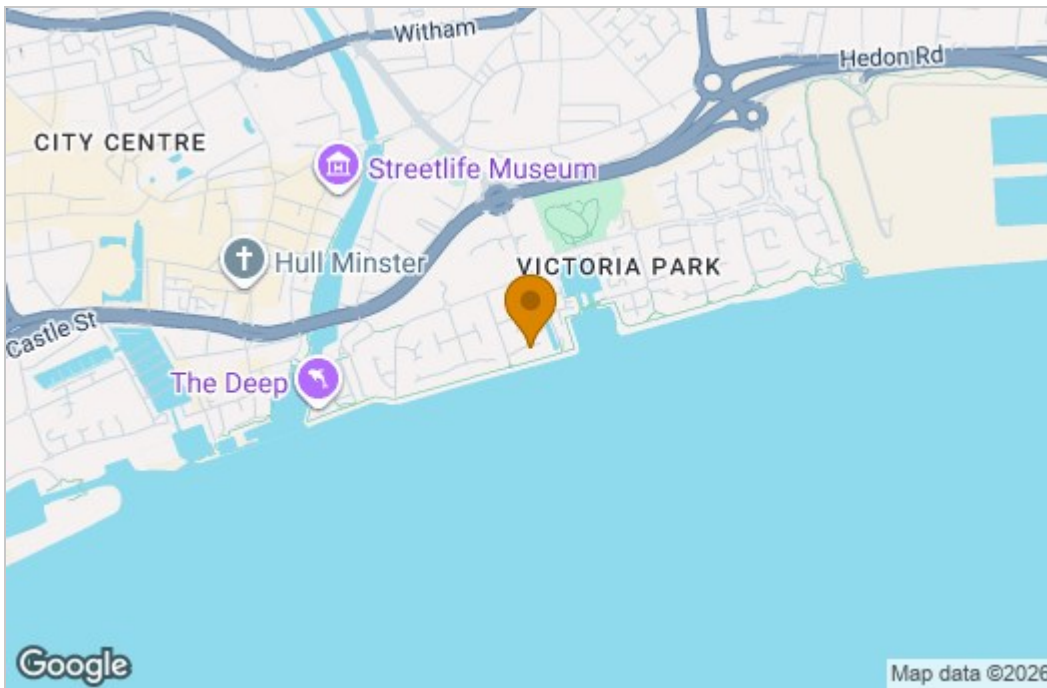 Witham
Hedon Rd
CITY CENTRE
Streetlife Museum
Hull Minster
VICTORIA PARK
Castle St
The Deep
Google
Map data ©2026